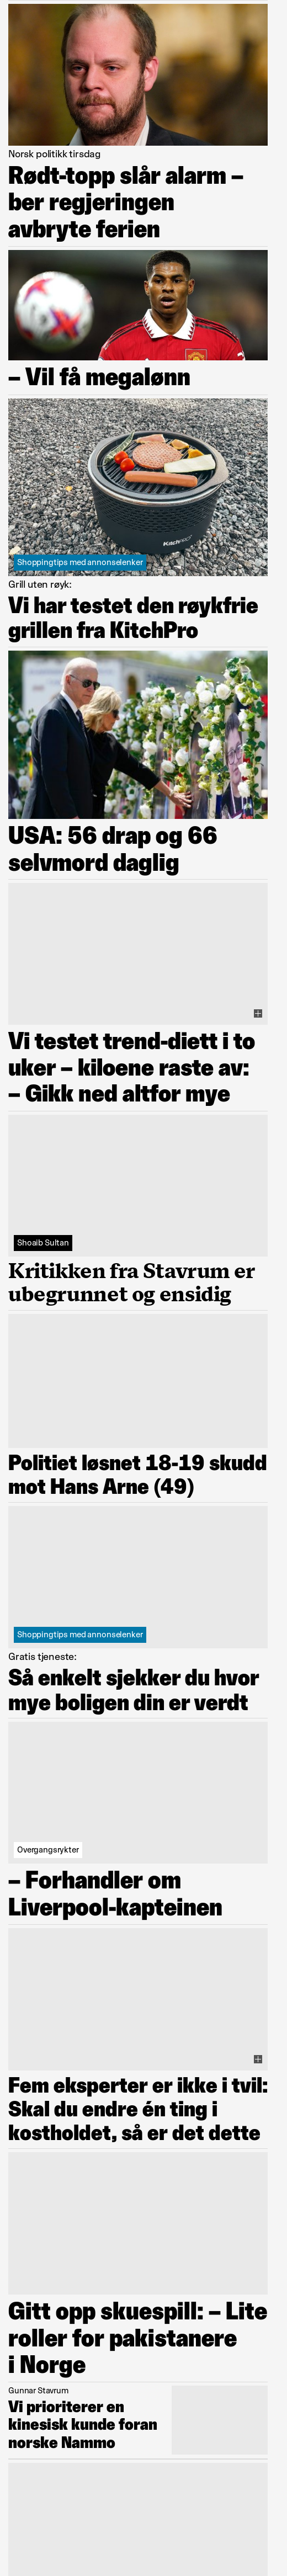 Norsk politikk tirsdag
Rødt-topp slår alarm –
ber regjeringen
avbryte ferien
– Vil få megalønn
KitchPro
Shoppingtips med annonselenker
Grill uten røyk:
Vi har testet den røykfrie
grillen fra KitchPro
USA: 56 drap og 66
selvmord daglig
Vi testet trend-diett i to
uker – kiloene raste av:
– Gikk ned altfor mye
Shoaib Sultan
Kritikken fra Stavrum er
ubegrunnet og ensidig
Politiet løsnet 18-19 skudd
mot Hans Arne (49)
Shoppingtips med annonselenker
Gratis tjeneste:
Så enkelt sjekker du hvor
mye boligen din er verdt
Overgangsrykter
– Forhandler om
Liverpool-kapteinen
Fem eksperter er ikke i tvil:
Skal du endre én ting i
kostholdet, så er det dette
Gitt opp skuespill: – Lite
roller for pakistanere
i Norge
Gunnar Stavrum
Vi prioriterer en
kinesisk kunde foran
norske Nammo